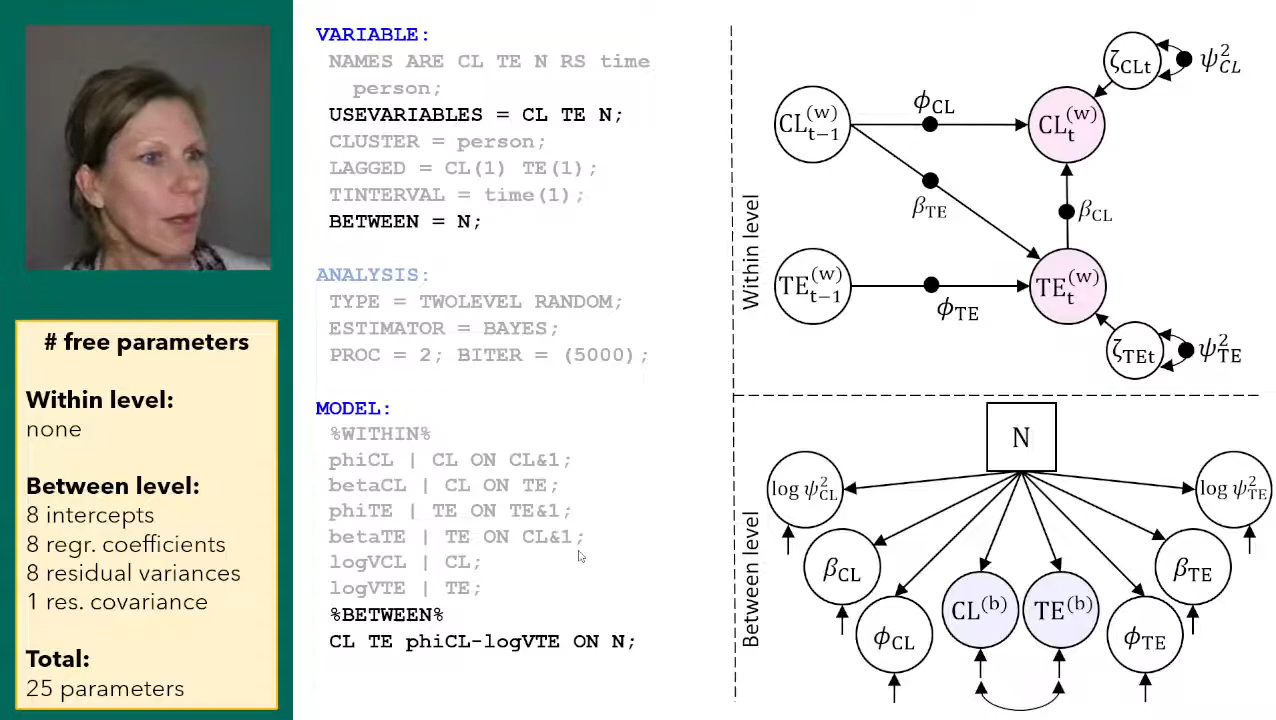 # free parameters
Within level:
none
Between level:
8 intercepts
8 regr. coefficients
8 residual variances
1 res. covariance
Total:
25 parameters
VARIABLE:
NAMES ARE CL TE N RS time
person;
USEVARIABLES = CL TE N;
CLUSTER = person;
LAGGED = CL(1) TE(1);
TINTERVAL = time(1);
BETWEEN = N;
ANALYSIS:
TYPE = TWOLEVEL RANDOM;
ESTIMATOR = BAYES;
PROC = 2; BITER = (5000);
MODEL:
%WITHIN%
phiCL | CL ON CL&1;
betaCL | CL ON TE;
phiTE | TE ON TE&1;
betaTE | TE ON CL&1;
logVCL | CL;
logVTE | TE;
%BETWEEN%
CL TE phiCL-logVTE ON N;
Within level
ζCLt
ψ²CL
CL(w)t−1
ϕCL
CL(w)t
βTE
βCL
TE(w)t−1
ϕTE
TE(w)t
ζTEt
ψ²TE
Between level
N
log ψ²CL
log ψ²TE
βCL
βTE
ϕCL
CL(b)
TE(b)
ϕTE